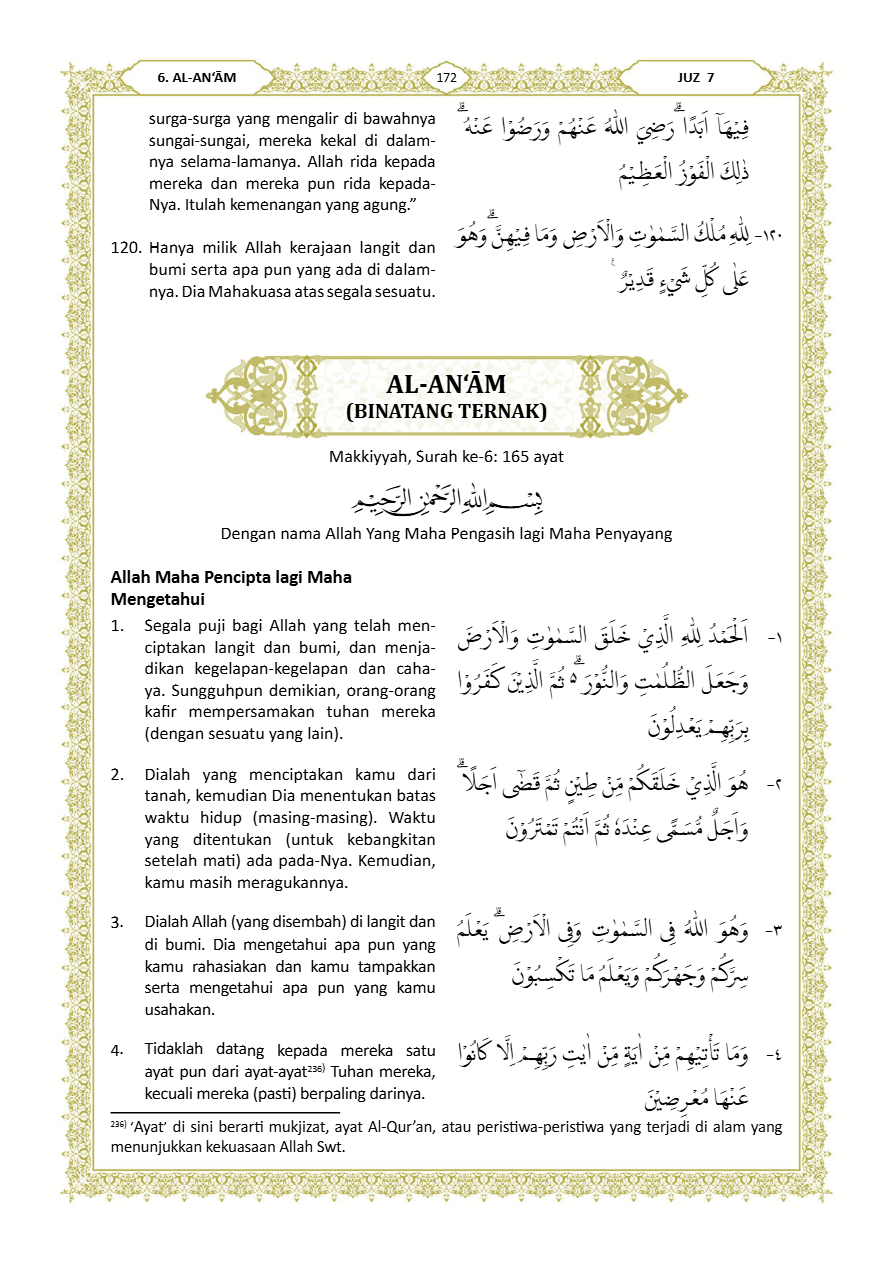 6. AL-AN‘ĀM
172
JUZ 7
surga-surga yang mengalir di bawahnya
sungai-sungai, mereka kekal di dalam-
nya selama-lamanya. Allah rida kepada
mereka dan mereka pun rida kepada-
Nya. Itulah kemenangan yang agung.”
فِيْهَآ اَبَدًا ۗرَضِيَ اللّٰهُ عَنْهُمْ وَرَضُوْا عَنْهُ ۗ
ذٰلِكَ الْفَوْزُ الْعَظِيْمُ
120. Hanya milik Allah kerajaan langit dan
bumi serta apa pun yang ada di dalam-
nya. Dia Mahakuasa atas segala sesuatu.
١٢٠- لِلّٰهِ مُلْكُ السَّمٰوٰتِ وَالْاَرْضِ وَمَا فِيْهِنَّ ۗوَهُوَ
عَلٰى كُلِّ شَيْءٍ قَدِيْرٌ ࣖ
AL-AN‘ĀM
(BINATANG TERNAK)
Makkiyyah, Surah ke-6: 165 ayat
بِسْمِ اللّٰهِ الرَّحْمٰنِ الرَّحِيْمِ
Dengan nama Allah Yang Maha Pengasih lagi Maha Penyayang
Allah Maha Pencipta lagi Maha
Mengetahui
1. Segala puji bagi Allah yang telah men-
ciptakan langit dan bumi, dan menja-
dikan kegelapan-kegelapan dan caha-
ya. Sungguhpun demikian, orang-orang
kafir mempersamakan tuhan mereka
(dengan sesuatu yang lain).
١- اَلْحَمْدُ لِلّٰهِ الَّذِيْ خَلَقَ السَّمٰوٰتِ وَالْاَرْضَ
وَجَعَلَ الظُّلُمٰتِ وَالنُّوْرَ ۗ ە ثُمَّ الَّذِيْنَ كَفَرُوْا
بِرَبِّهِمْ يَعْدِلُوْنَ
2. Dialah yang menciptakan kamu dari
tanah, kemudian Dia menentukan batas
waktu hidup (masing-masing). Waktu
yang ditentukan (untuk kebangkitan
setelah mati) ada pada-Nya. Kemudian,
kamu masih meragukannya.
٢- هُوَ الَّذِيْ خَلَقَكُمْ مِّنْ طِيْنٍ ثُمَّ قَضٰٓى اَجَلًا ۗ
وَاَجَلٌ مُّسَمًّى عِنْدَهٗ ثُمَّ اَنْتُمْ تَمْتَرُوْنَ
3. Dialah Allah (yang disembah) di langit dan
di bumi. Dia mengetahui apa pun yang
kamu rahasiakan dan kamu tampakkan
serta mengetahui apa pun yang kamu
usahakan.
٣- وَهُوَ اللّٰهُ فِى السَّمٰوٰتِ وَفِى الْاَرْضِۗ يَعْلَمُ
سِرَّكُمْ وَجَهْرَكُمْ وَيَعْلَمُ مَا تَكْسِبُوْنَ
4. Tidaklah datang kepada mereka satu
ayat pun dari ayat-ayat²³⁶⁾ Tuhan mereka,
kecuali mereka (pasti) berpaling darinya.
٤- وَمَا تَأْتِيْهِمْ مِّنْ اٰيَةٍ مِّنْ اٰيٰتِ رَبِّهِمْ اِلَّا كَانُوْا
عَنْهَا مُعْرِضِيْنَ
²³⁶⁾ ‘Ayat’ di sini berarti mukjizat, ayat Al-Qur’an, atau peristiwa-peristiwa yang terjadi di alam yang
menunjukkan kekuasaan Allah Swt.